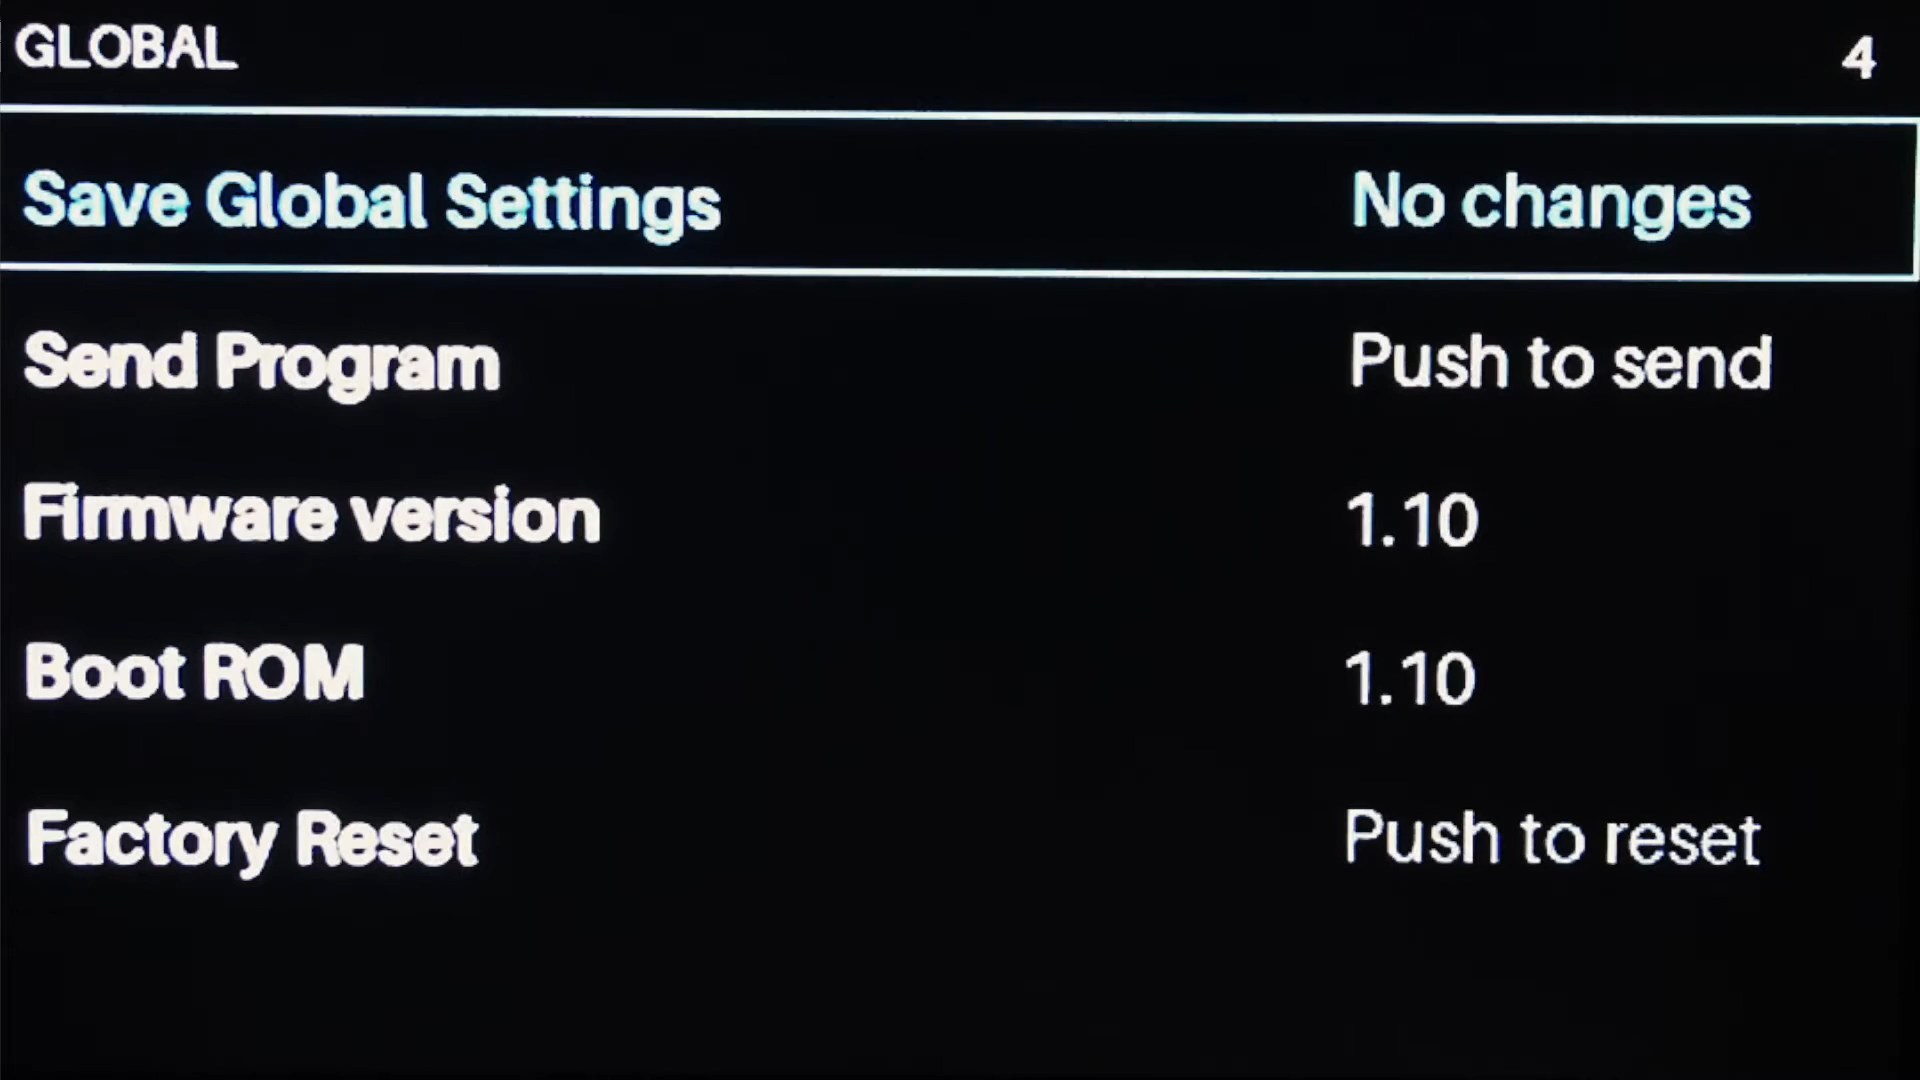 GLOBAL 4
Save Global Settings No changes
Send Program Push to send
Firmware version 1.10
Boot ROM 1.10
Factory Reset Push to reset